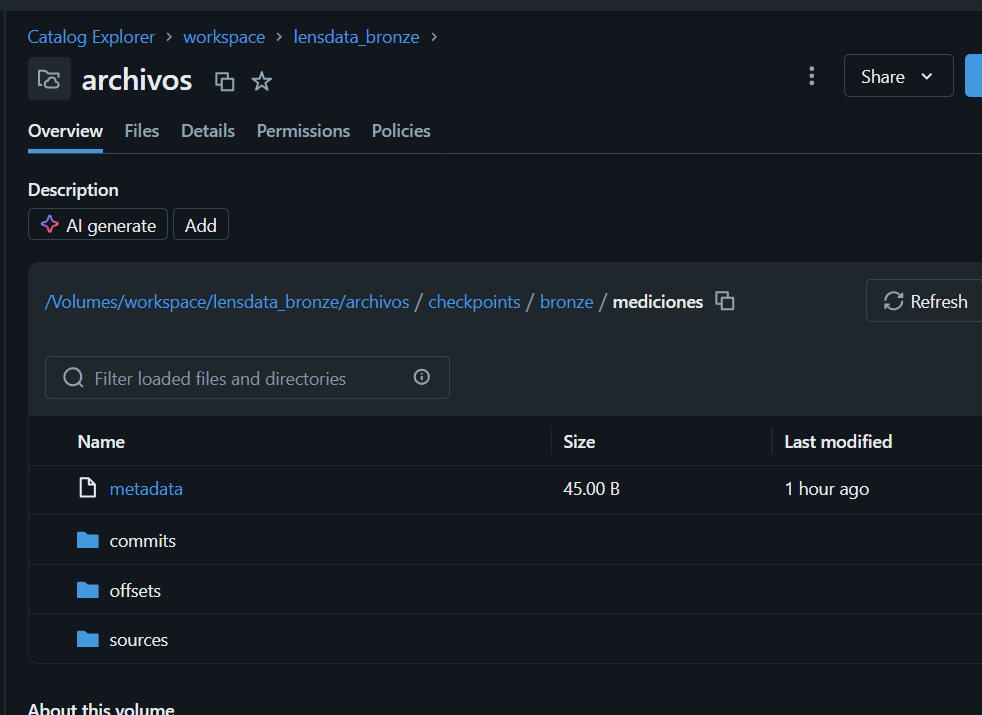 Catalog Explorer > workspace > lensdata_bronze >
archivos
Share
Overview Files Details Permissions Policies
Description
AI generate Add
/Volumes/workspace/lensdata_bronze/archivos / checkpoints / bronze / mediciones
Refresh
Filter loaded files and directories
Name Size Last modified
metadata 45.00 B 1 hour ago
commits
offsets
sources
About this volume